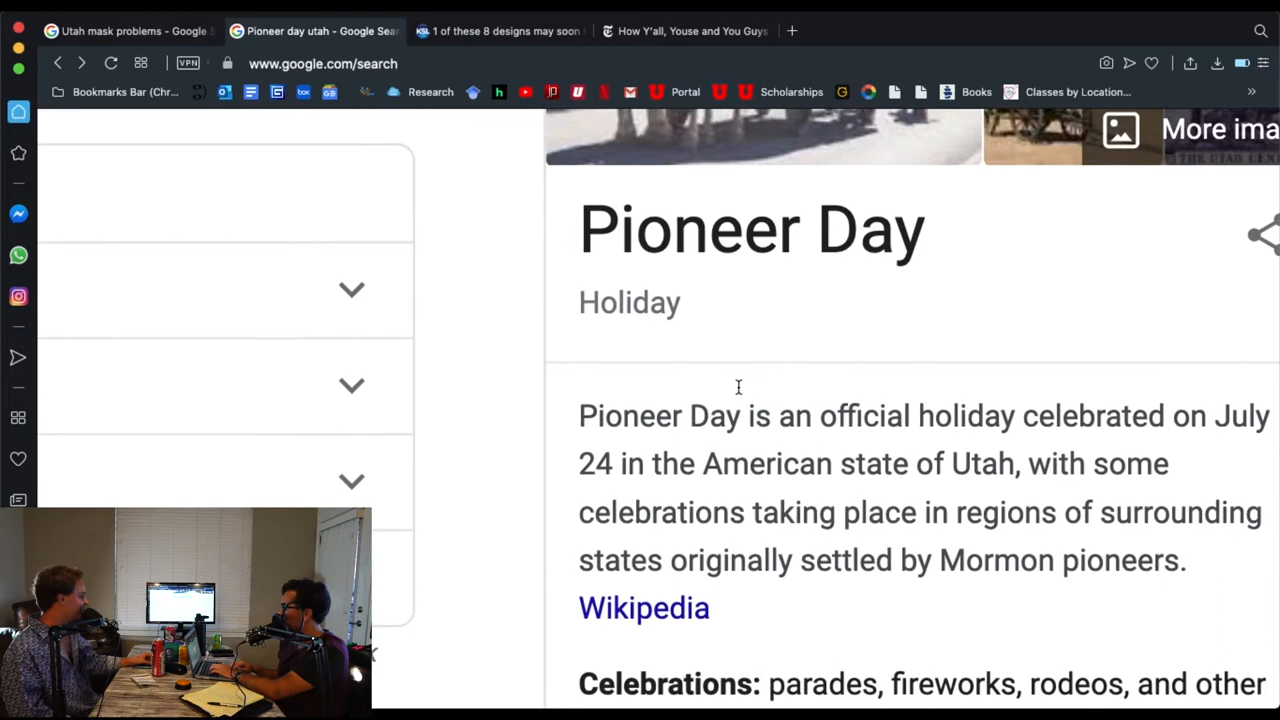 Utah mask problems - Google S
Pioneer day utah - Google Sear
KSL 1 of these 8 designs may soon
How Y'all, Youse and You Guys
VPN www.google.com/search
Bookmarks Bar (Chr...
Research
Portal
Scholarships
Books
Classes by Location...
More ima
Pioneer Day
Holiday
Pioneer Day is an official holiday celebrated on July
24 in the American state of Utah, with some
celebrations taking place in regions of surrounding
states originally settled by Mormon pioneers.
Wikipedia
Celebrations: parades, fireworks, rodeos, and other